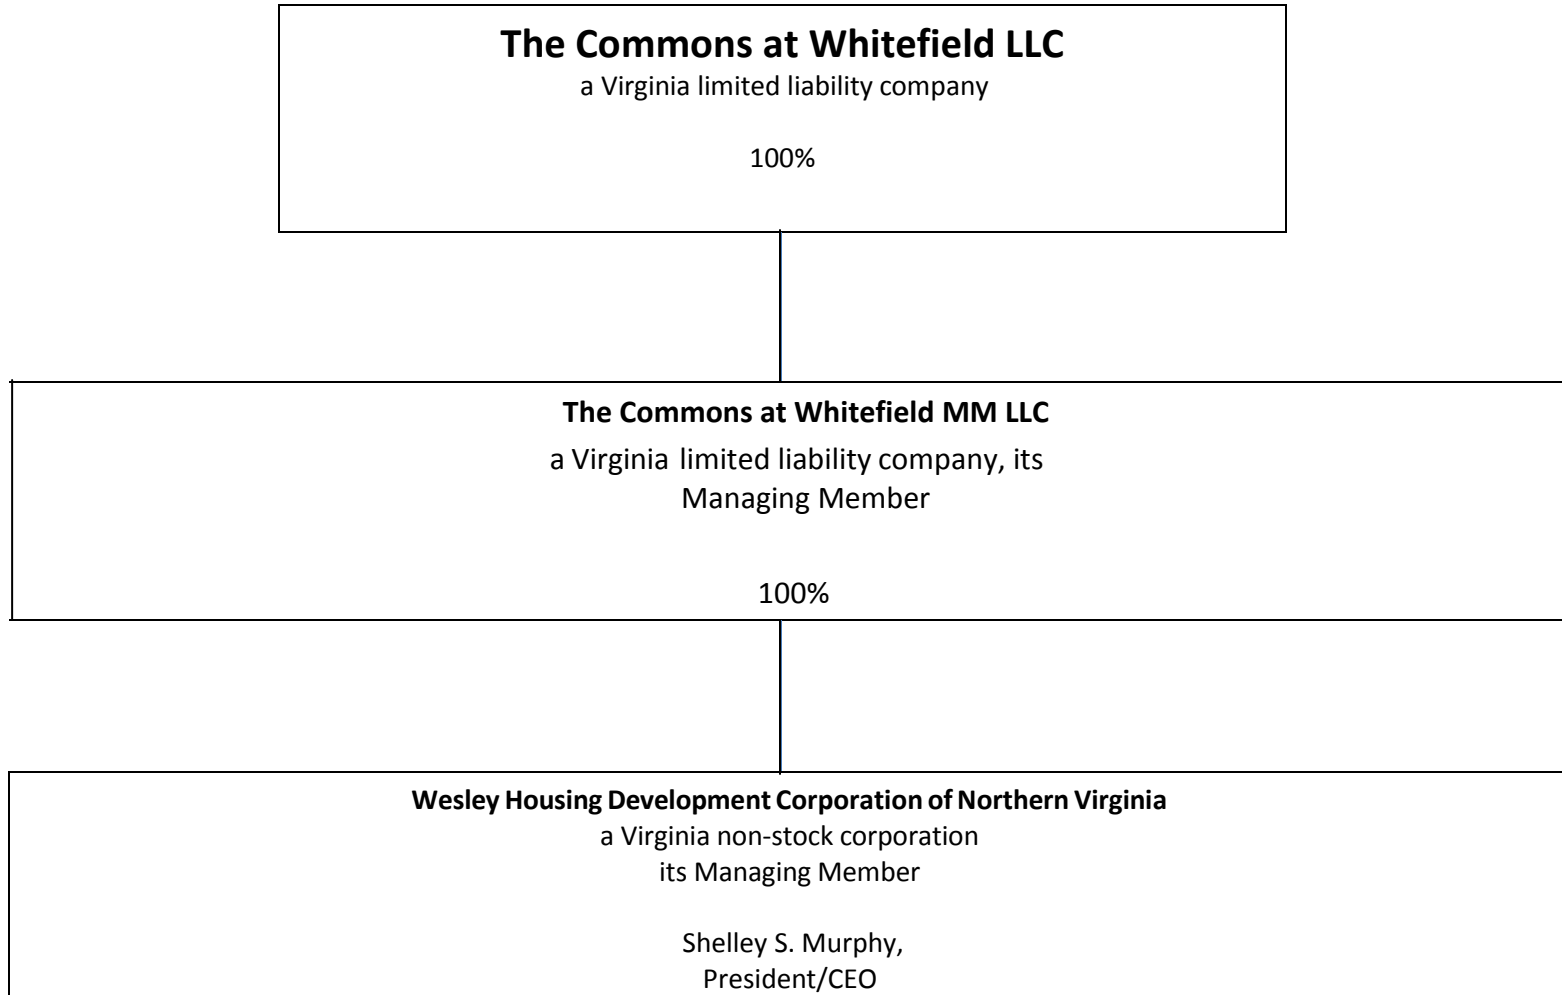 The Commons at Whitefield LLC
a Virginia limited liability company
100%
The Commons at Whitefield MM LLC
a Virginia limited liability company, its
Managing Member
100%
Wesley Housing Development Corporation of Northern Virginia
a Virginia non-stock corporation
its Managing Member
Shelley S. Murphy,
President/CEO